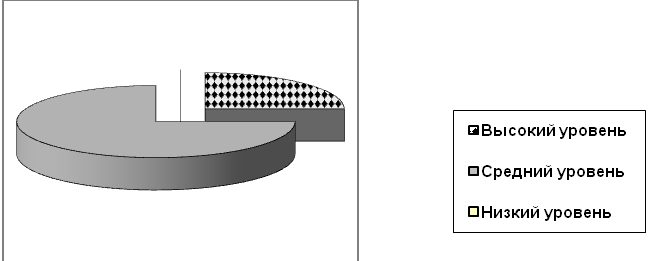 Высокий уровень
Средний уровень
Низкий уровень